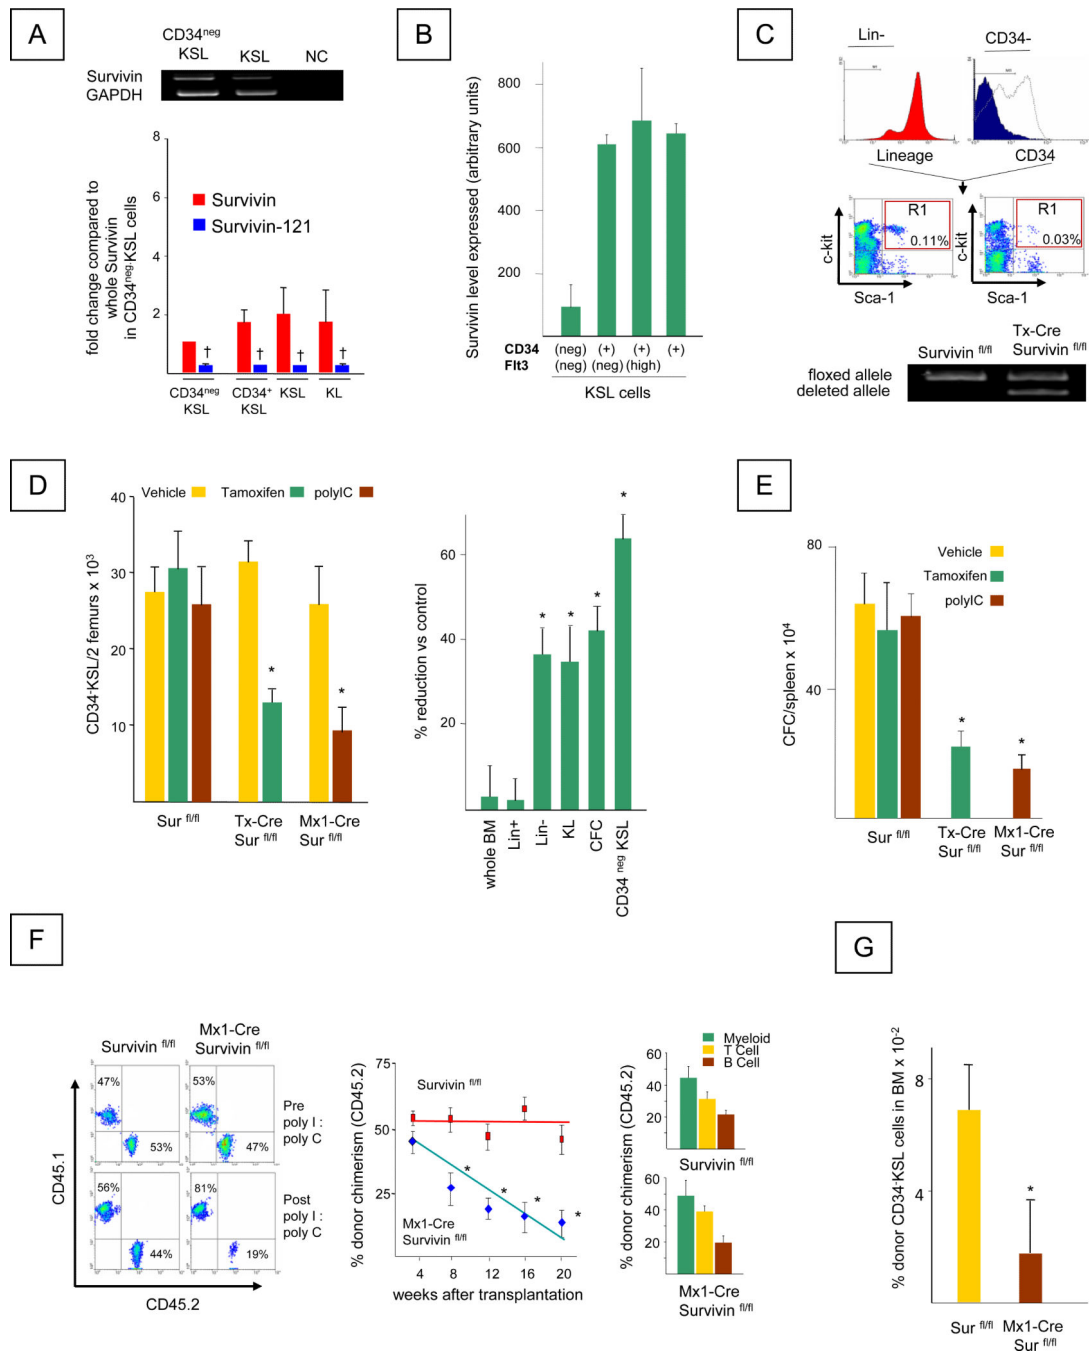 A
CD34neg
KSL
KSL
NC
Survivin
GAPDH
fold change compared to
whole Survivin
in CD34neg KSL cells
8
6
4
2
Survivin
Survivin-121
†
†
†
†
CD34neg
KSL
CD34+
KSL
KSL
KL
B
Survivin level expressed (arbitrary units)
800
600
400
200
CD34 (neg) (+) (+) (+)
Flt3 (neg) (neg) (high)
KSL cells
C
Lin-
CD34-
Lineage
CD34
R1
0.11%
R1
0.03%
c-kit
c-kit
Sca-1
Sca-1
Survivin fl/fl
Tx-Cre
Survivin fl/fl
floxed allele
deleted allele
D
Vehicle
Tamoxifen
polyIC
CD34-KSL/2 femurs x 10³
40
30
20
10
*
*
Sur fl/fl
Tx-Cre
Sur fl/fl
Mx1-Cre
Sur fl/fl
% reduction vs control
60
40
20
*
*
*
*
whole BM
Lin+
Lin-
KL
CFC
CD34 neg KSL
E
CFC/spleen x 10⁴
80
40
Vehicle
Tamoxifen
polyIC
*
*
Sur fl/fl
Tx-Cre
Sur fl/fl
Mx1-Cre
Sur fl/fl
F
Survivin fl/fl
Mx1-Cre
Survivin fl/fl
47%
53%
53%
47%
Pre
poly I :
poly C
56%
44%
81%
19%
Post
poly I :
poly C
CD45.1
CD45.2
% donor chimerism (CD45.2)
75
50
25
Survivin fl/fl
*
*
*
*
Mx1-Cre
Survivin fl/fl
4 8 12 16 20
weeks after transplantation
Myeloid
T Cell
B Cell
% donor chimerism (CD45.2)
60
40
20
Survivin fl/fl
60
40
20
Mx1-Cre
Survivin fl/fl
G
% donor CD34-KSL cells in BM x 10-2
8
4
*
Sur fl/fl
Mx1-Cre
Sur fl/fl